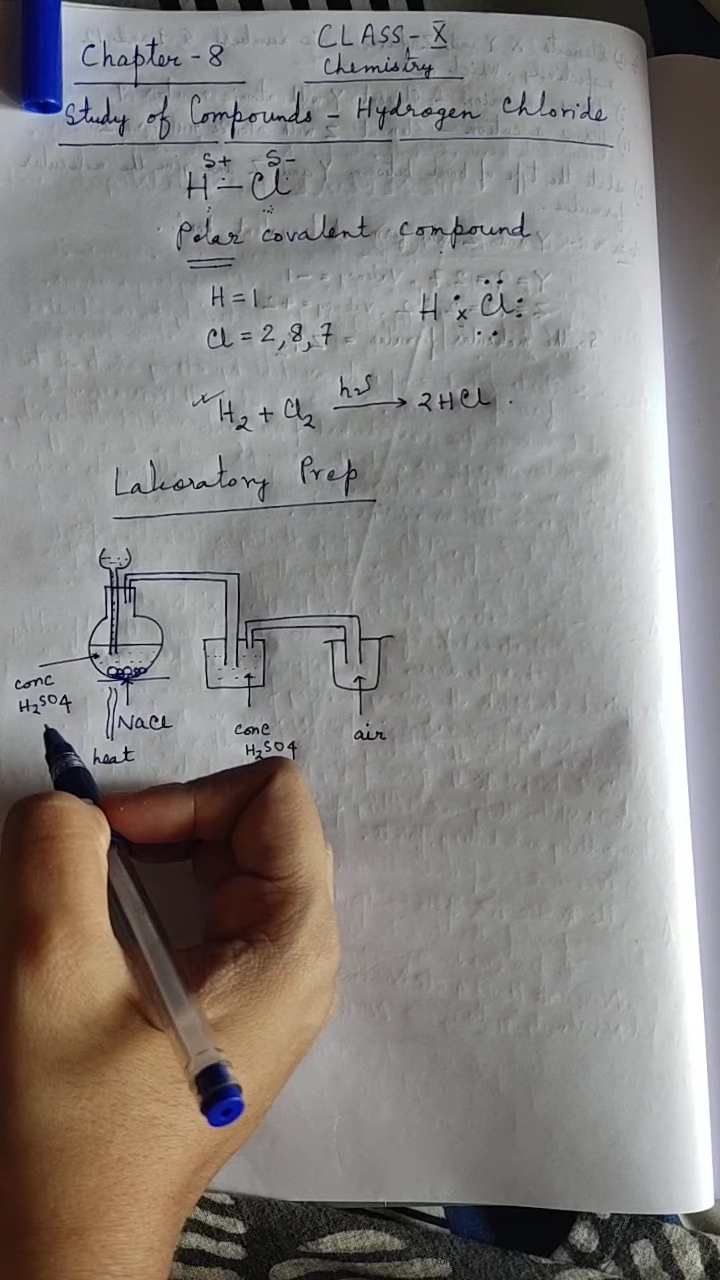 CLASS - X
Chapter - 8
Chemistry
Study of Compounds - Hydrogen Chloride
δ+ δ-
H - Cl
Polar covalent compound
H = 1
H × Cl
Cl = 2, 8, 7
H2 + Cl2 hν → 2HCl.
Laboratory Prep
conc
H2SO4
NaCl
heat
conc
H2SO4
air